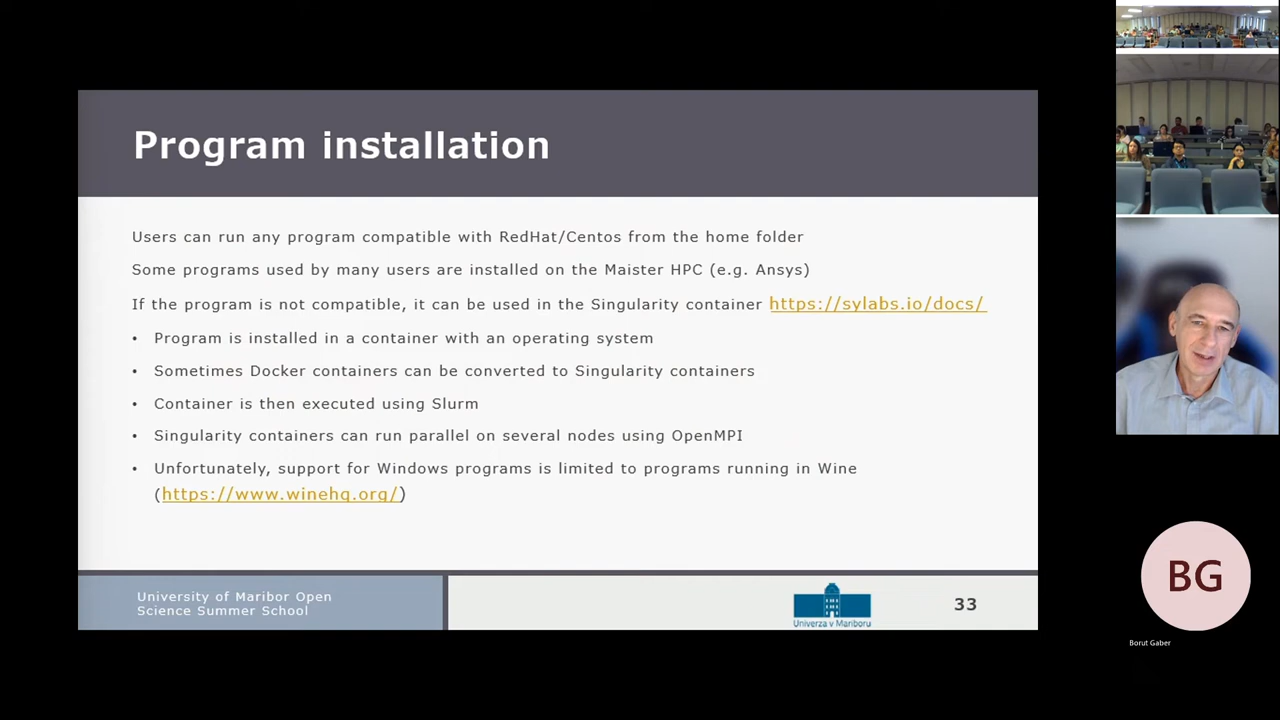 Program installation
Users can run any program compatible with RedHat/Centos from the home folder
Some programs used by many users are installed on the Maister HPC (e.g. Ansys)
If the program is not compatible, it can be used in the Singularity container https://sylabs.io/docs/
• Program is installed in a container with an operating system
• Sometimes Docker containers can be converted to Singularity containers
• Container is then executed using Slurm
• Singularity containers can run parallel on several nodes using OpenMPI
• Unfortunately, support for Windows programs is limited to programs running in Wine
(https://www.winehq.org/)
University of Maribor Open
Science Summer School
Univerza v Mariboru
33
BG
Borut Gaber